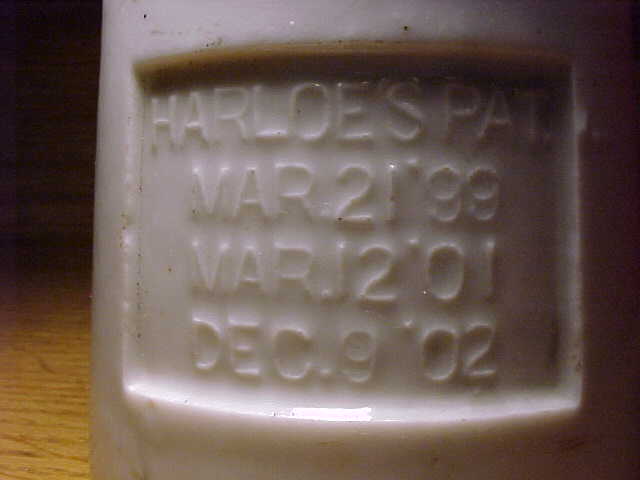 HARLOE'S PAT.
MAR.21'99
MAR.12'01
DEC.9 '02